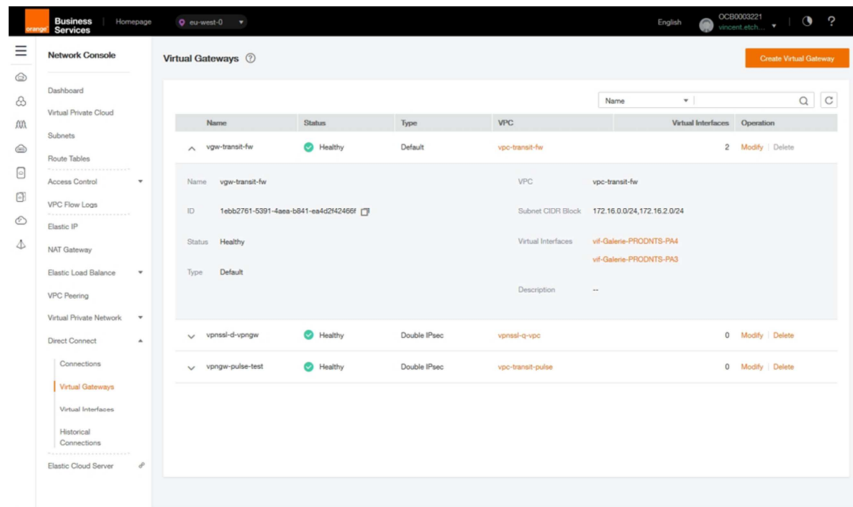 orange Business Services Homepage eu-west-0 English OCB0003221 vincent.etch... ?
Network Console
Virtual Gateways ?
Create Virtual Gateway
Dashboard
Virtual Private Cloud
Subnets
Route Tables
Access Control
VPC Flow Logs
Elastic IP
NAT Gateway
Elastic Load Balance
VPC Peering
Virtual Private Network
Direct Connect
Connections
Virtual Gateways
Virtual Interfaces
Historical
Connections
Elastic Cloud Server
Name
Name Status Type VPC Virtual Interfaces Operation
vgw-transit-fw Healthy Default vpc-transit-fw 2 Modify Delete
Name vgw-transit-fw VPC vpc-transit-fw
ID 1ebb2761-5391-4aea-b841-ea4d2f42466f Subnet CIDR Block 172.16.0.0/24,172.16.2.0/24
Status Healthy Virtual Interfaces vif-Galerie-PRODNTS-PA4
vif-Galerie-PRODNTS-PA3
Type Default
Description --
vpnssl-d-vpngw Healthy Double IPsec vpnssl-q-vpc 0 Modify Delete
vpngw-pulse-test Healthy Double IPsec vpc-transit-pulse 0 Modify Delete